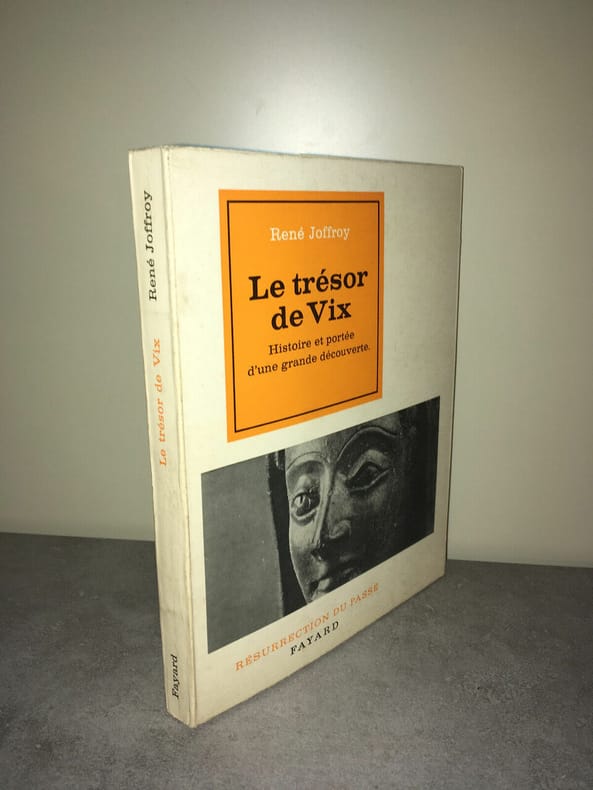 René Joffroy
Le trésor
de Vix
Histoire et portée
d'une grande découverte.
RÉSURRECTION DU PASSÉ
FAYARD
René Joffroy
Le trésor de Vix
Fayard